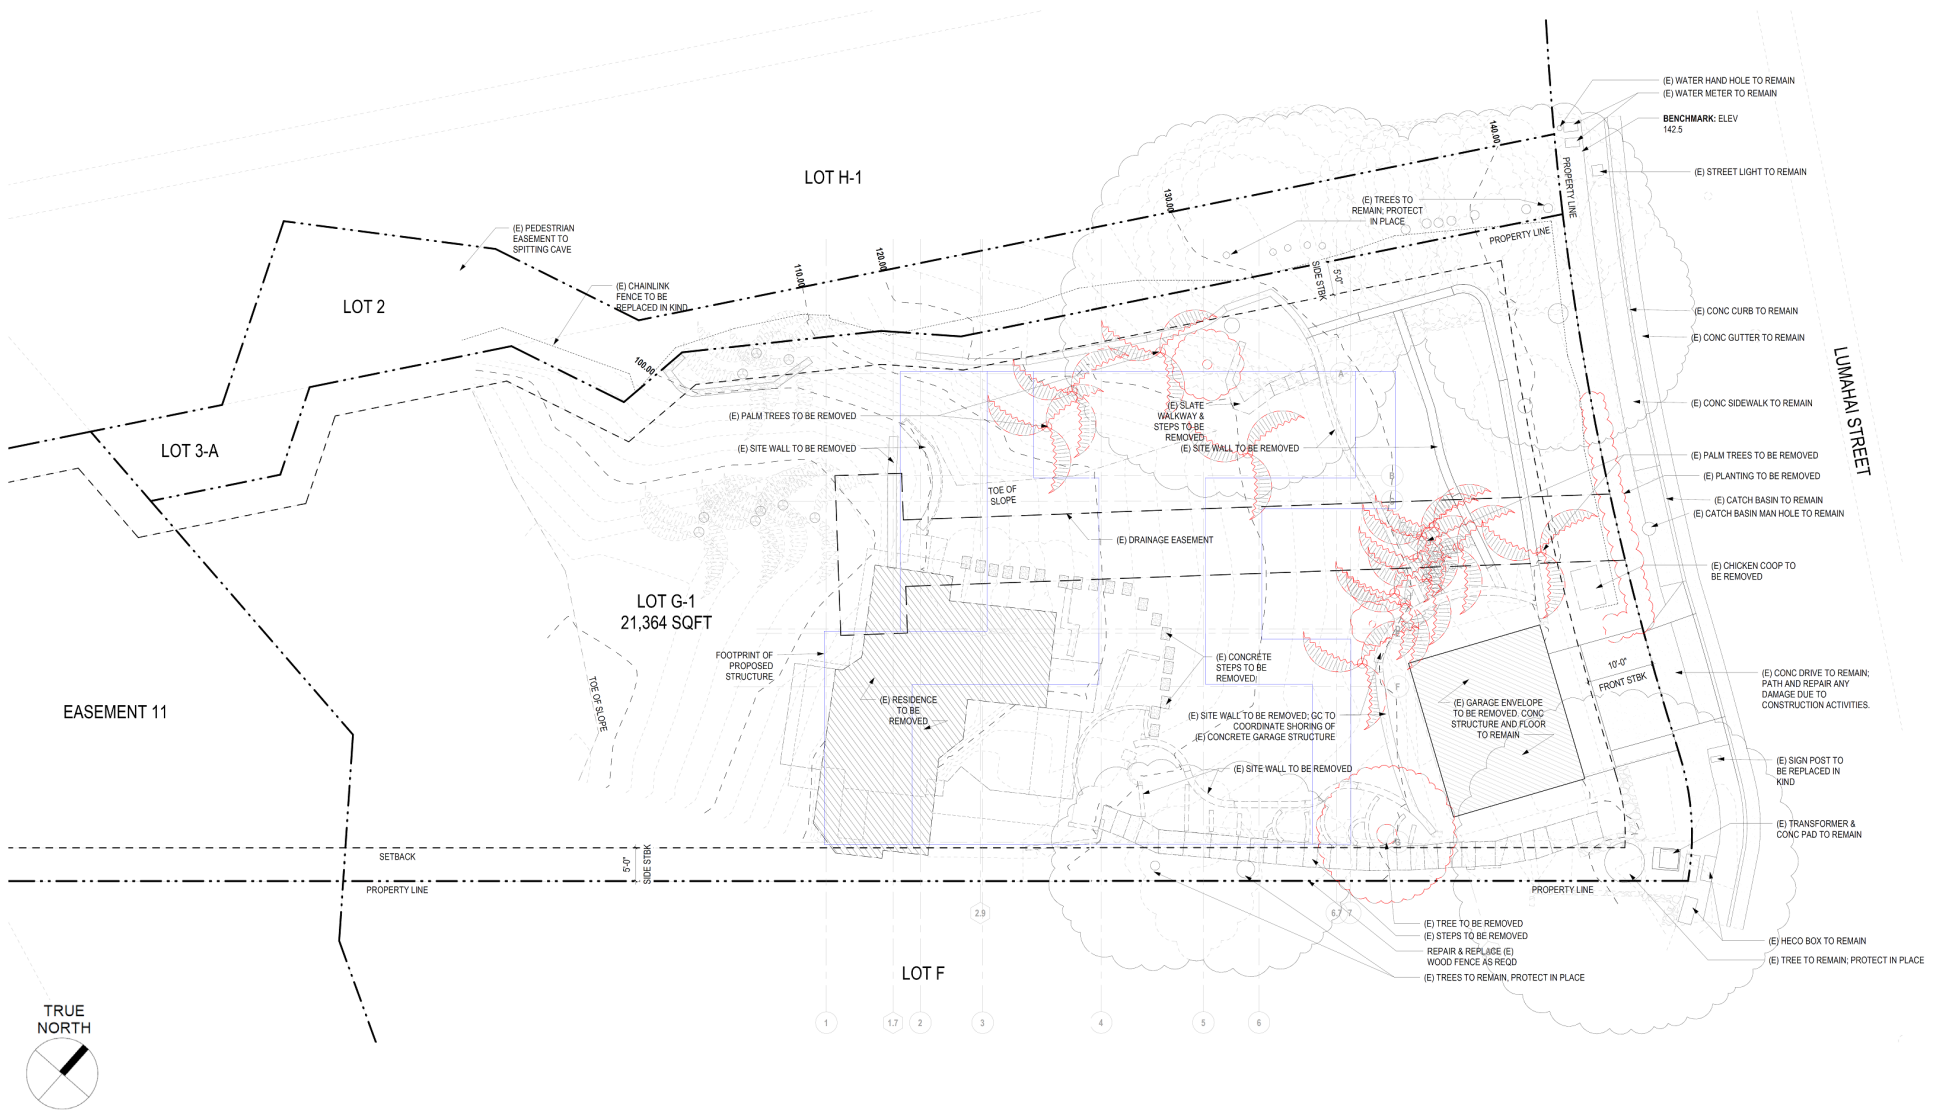 (E) WATER HAND HOLE TO REMAIN
(E) WATER METER TO REMAIN
BENCHMARK: ELEV
142.5
140.00
PROPERTY LINE
(E) STREET LIGHT TO REMAIN
LOT H-1
130.00
(E) TREES TO
REMAIN; PROTECT
IN PLACE
(E) PEDESTRIAN
EASEMENT TO
SPITTING CAVE
PROPERTY LINE
120.00
110.00
SIDE STBK
5'-0"
(E) CHAINLINK
FENCE TO BE
REPLACED IN KIND
LOT 2
(E) CONC CURB TO REMAIN
(E) CONC GUTTER TO REMAIN
100.00
LUMAHAI STREET
A
(E) CONC SIDEWALK TO REMAIN
(E) PALM TREES TO BE REMOVED
(E) SLATE
WALKWAY &
STEPS TO BE
REMOVED
(E) SITE WALL TO BE REMOVED
(E) SITE WALL TO BE REMOVED
LOT 3-A
(E) PALM TREES TO BE REMOVED
(E) PLANTING TO BE REMOVED
B
TOE OF
SLOPE
(E) CATCH BASIN TO REMAIN
(E) CATCH BASIN MAN HOLE TO REMAIN
(E) DRAINAGE EASEMENT
(E) CHICKEN COOP TO
BE REMOVED
LOT G-1
21,364 SQFT
FOOTPRINT OF
PROPOSED
STRUCTURE
(E) CONCRETE
STEPS TO BE
REMOVED
10'-0"
FRONT STBK
(E) CONC DRIVE TO REMAIN;
PATH AND REPAIR ANY
DAMAGE DUE TO
CONSTRUCTION ACTIVITIES.
F
TOE OF SLOPE
(E) RESIDENCE
TO BE
REMOVED
(E) GARAGE ENVELOPE
TO BE REMOVED. CONC
STRUCTURE AND FLOOR
TO REMAIN
EASEMENT 11
(E) SITE WALL TO BE REMOVED; GC TO
COORDINATE SHORING OF
(E) CONCRETE GARAGE STRUCTURE
(E) SITE WALL TO BE REMOVED
(E) SIGN POST TO
BE REPLACED IN
KIND
(E) TRANSFORMER &
CONC PAD TO REMAIN
SETBACK
5'-0"
SIDE STBK
PROPERTY LINE
PROPERTY LINE
2.9
6.7
7
(E) TREE TO BE REMOVED
(E) STEPS TO BE REMOVED
REPAIR & REPLACE (E)
WOOD FENCE AS REQD
(E) TREES TO REMAIN, PROTECT IN PLACE
(E) HECO BOX TO REMAIN
(E) TREE TO REMAIN; PROTECT IN PLACE
LOT F
TRUE
NORTH
1
1.7
2
3
4
5
6